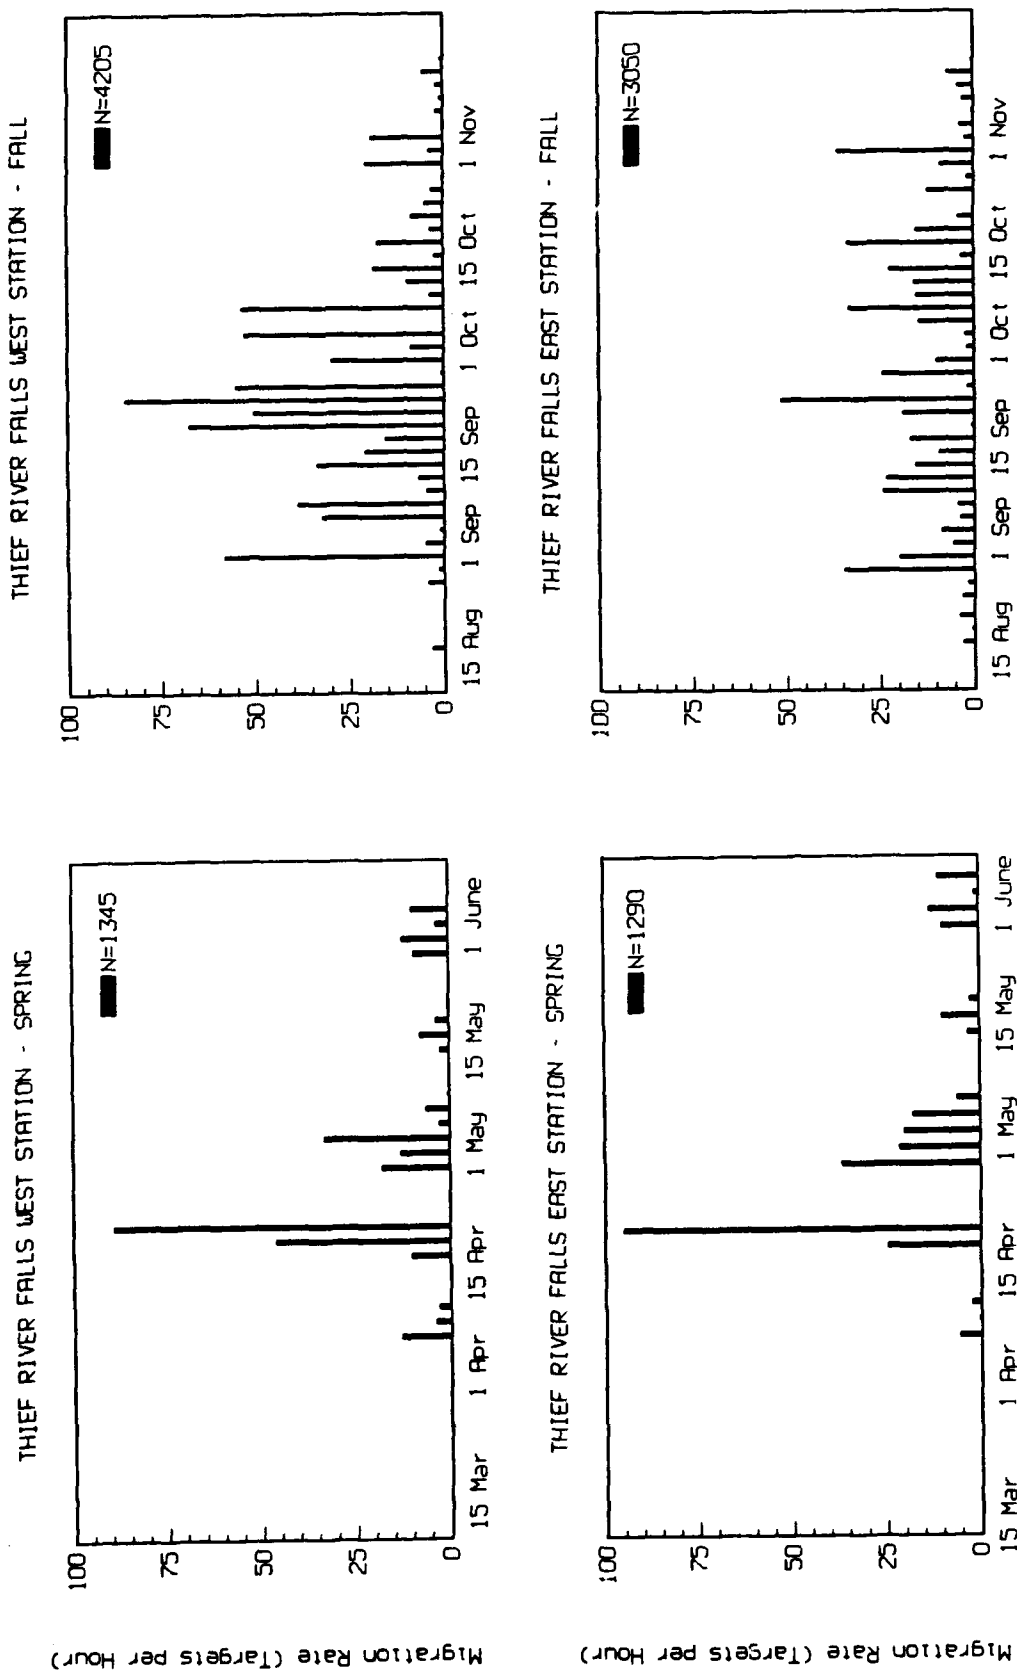 THIEF RIVER FALLS WEST STATION - SPRING
N=1345
100
75
50
25
0
15 Mar 1 Apr 15 Apr 1 May 15 May 1 June
Migration Rate (Targets per Hour)
THIEF RIVER FALLS WEST STATION - FALL
N=4205
100
75
50
25
0
15 Aug 1 Sep 15 Sep 1 Oct 15 Oct 1 Nov
THIEF RIVER FALLS EAST STATION - SPRING
N=1290
100
75
50
25
0
15 Mar 1 Apr 15 Apr 1 May 15 May 1 June
Migration Rate (Targets per Hour)
THIEF RIVER FALLS EAST STATION - FALL
N=3050
100
75
50
25
0
15 Aug 1 Sep 15 Sep 1 Oct 15 Oct 1 Nov